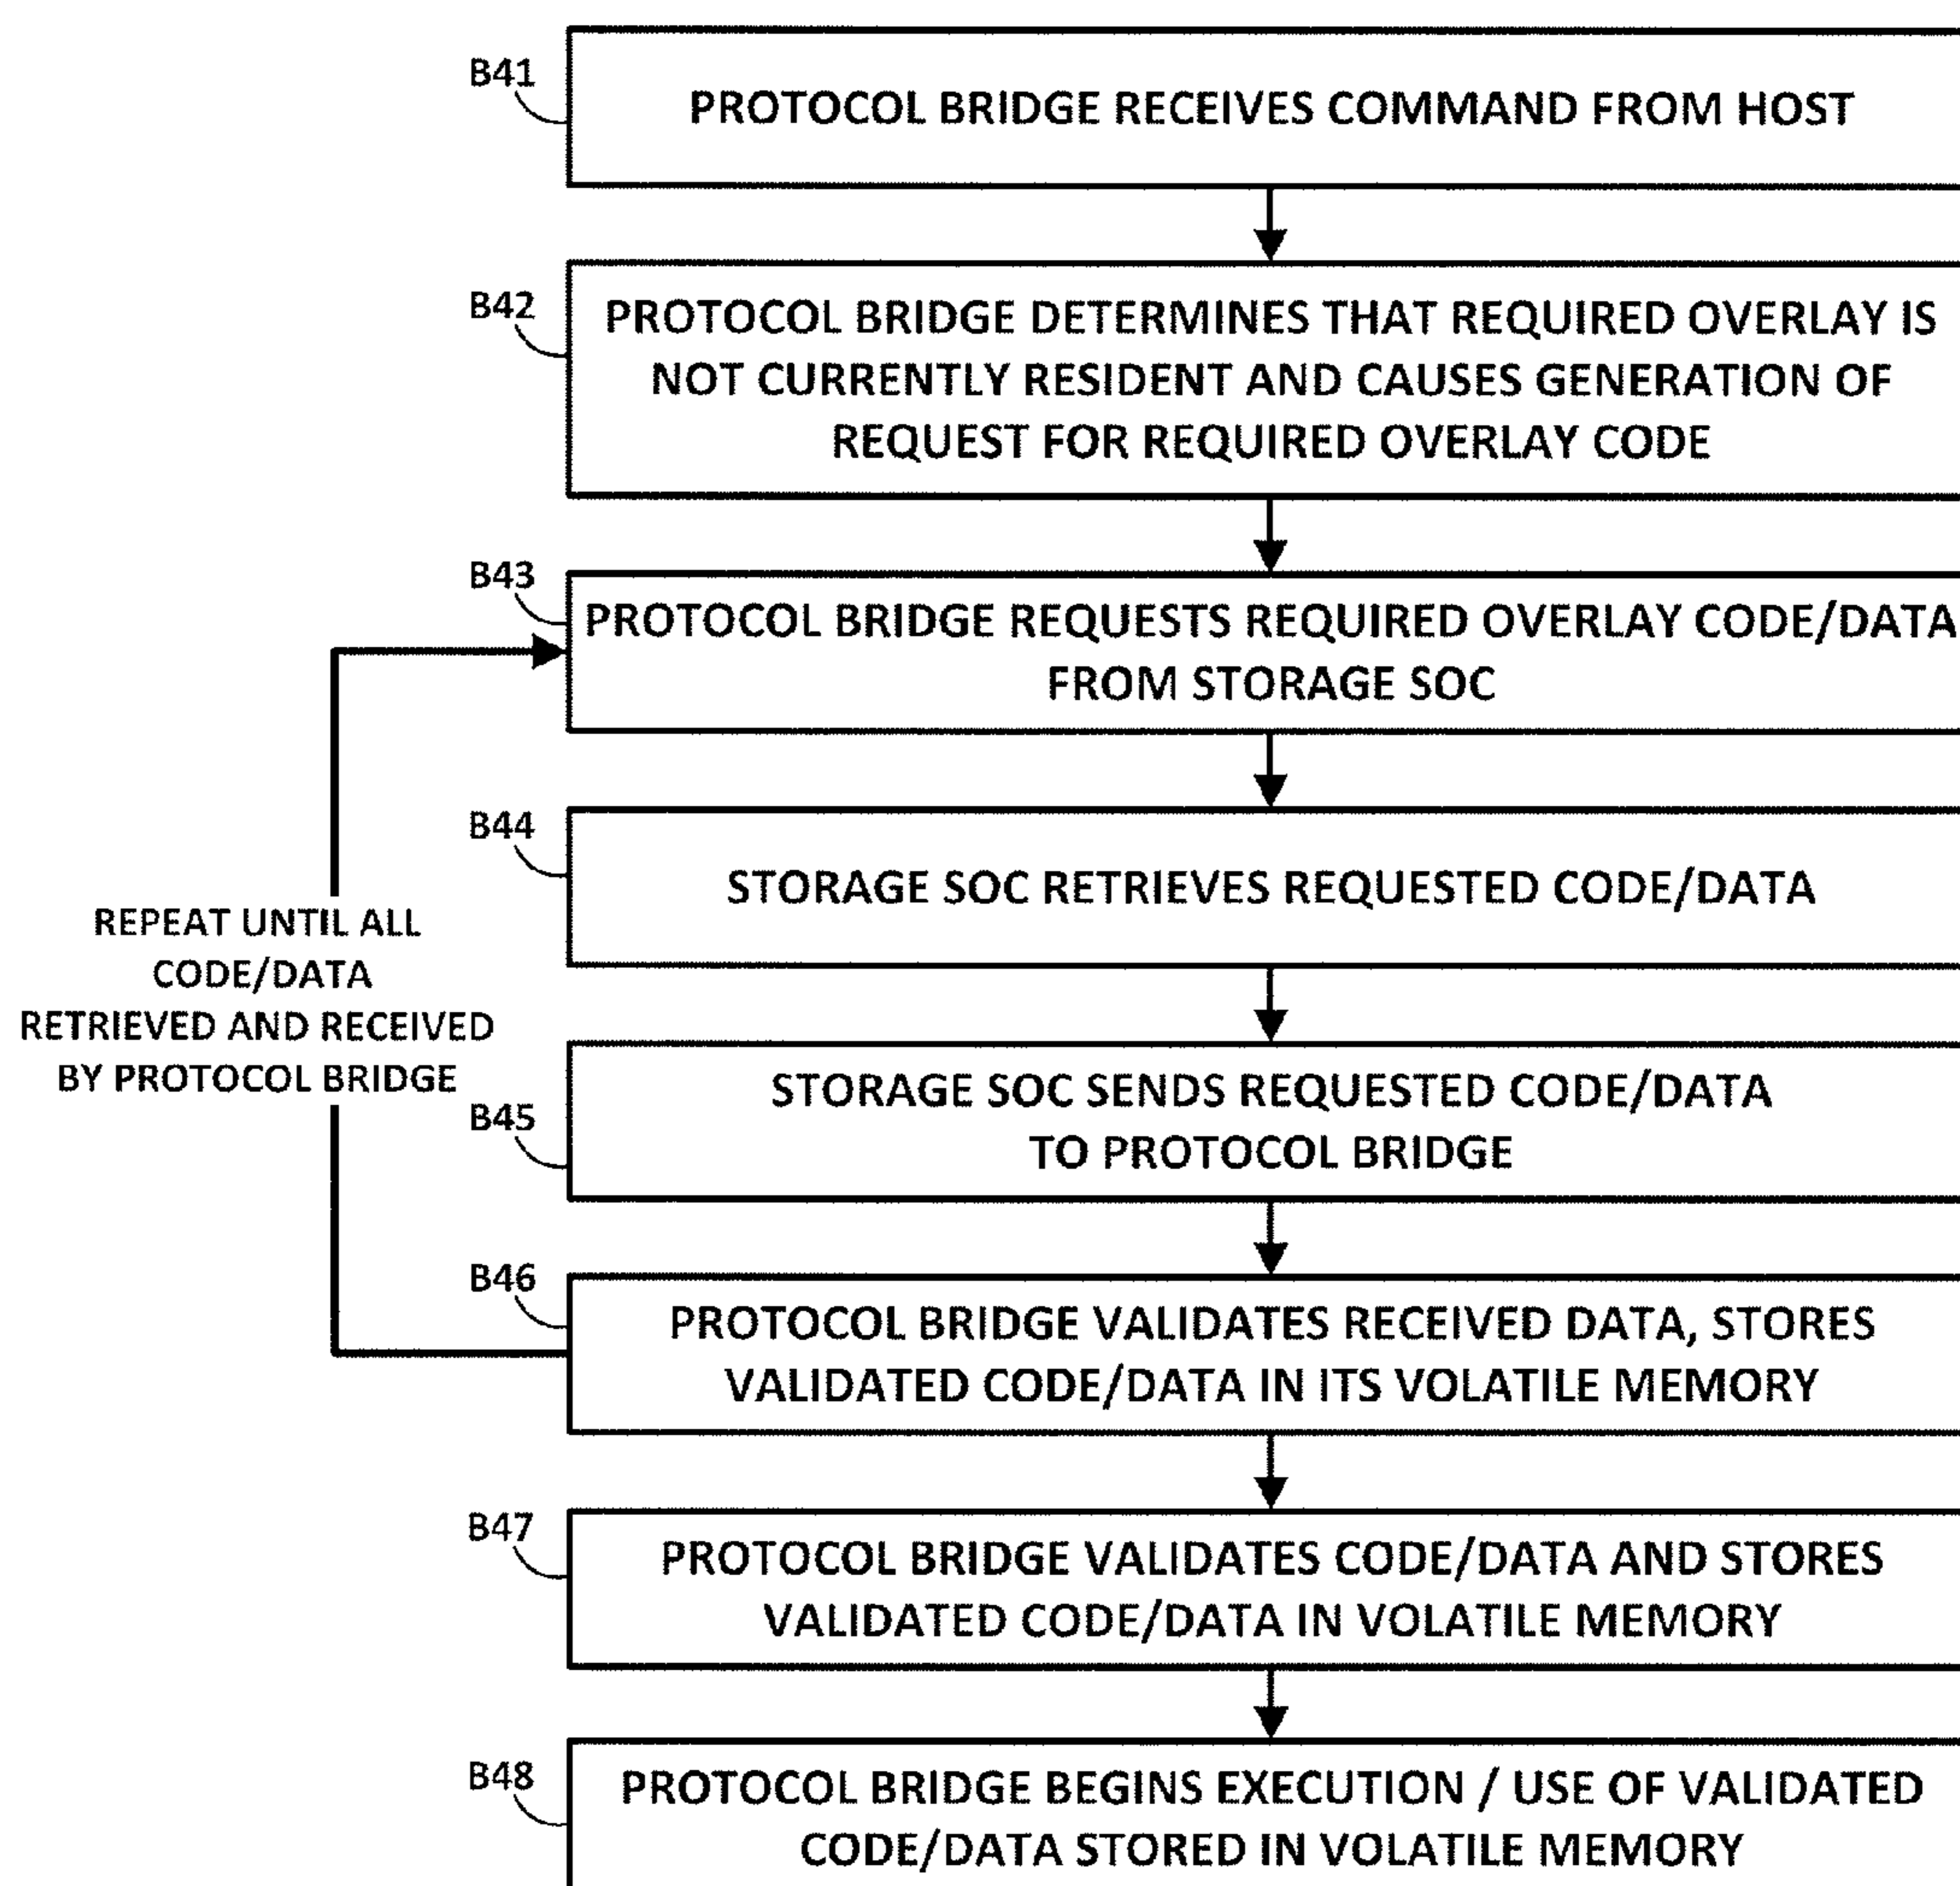 B41
PROTOCOL BRIDGE RECEIVES COMMAND FROM HOST
B42
PROTOCOL BRIDGE DETERMINES THAT REQUIRED OVERLAY IS
NOT CURRENTLY RESIDENT AND CAUSES GENERATION OF
REQUEST FOR REQUIRED OVERLAY CODE
B43
PROTOCOL BRIDGE REQUESTS REQUIRED OVERLAY CODE/DATA
FROM STORAGE SOC
B44
STORAGE SOC RETRIEVES REQUESTED CODE/DATA
REPEAT UNTIL ALL
CODE/DATA
RETRIEVED AND RECEIVED
BY PROTOCOL BRIDGE
B45
STORAGE SOC SENDS REQUESTED CODE/DATA
TO PROTOCOL BRIDGE
B46
PROTOCOL BRIDGE VALIDATES RECEIVED DATA, STORES
VALIDATED CODE/DATA IN ITS VOLATILE MEMORY
B47
PROTOCOL BRIDGE VALIDATES CODE/DATA AND STORES
VALIDATED CODE/DATA IN VOLATILE MEMORY
B48
PROTOCOL BRIDGE BEGINS EXECUTION / USE OF VALIDATED
CODE/DATA STORED IN VOLATILE MEMORY